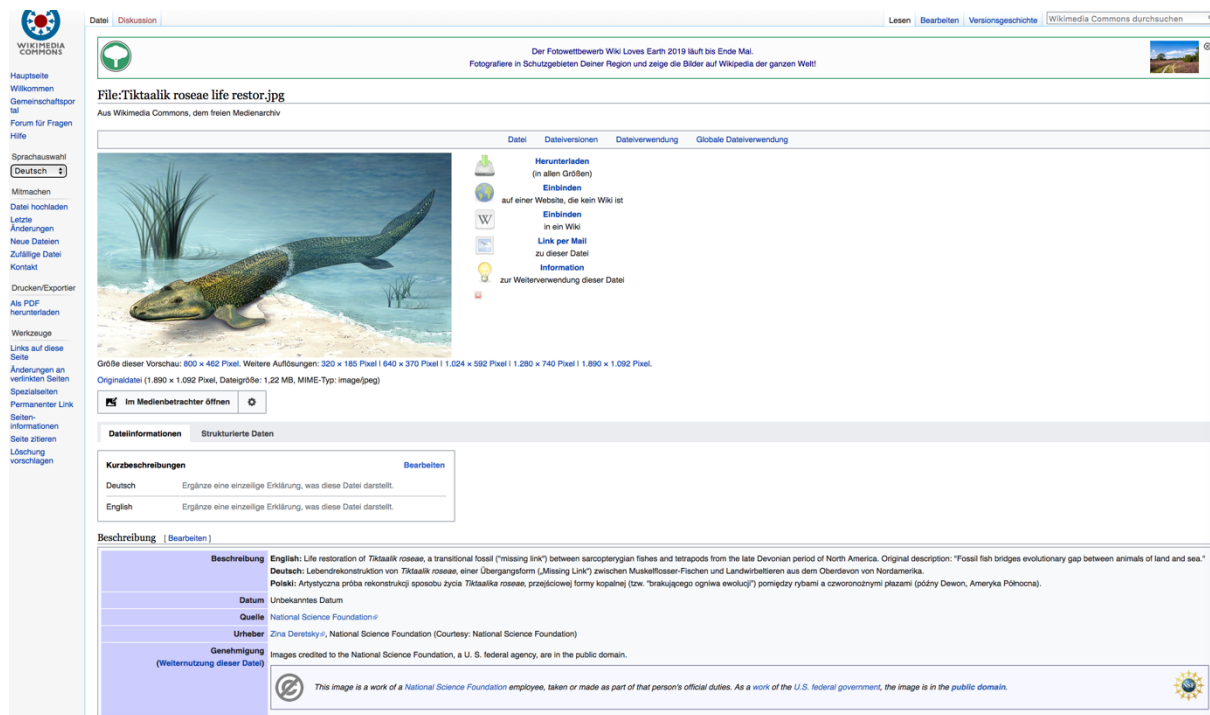 WIKIMEDIA
COMMONS
Hauptseite
Willkommen
Gemeinschaftspor
tal
Forum für Fragen
Hilfe
Sprachauswahl
Deutsch
Mitmachen
Datei hochladen
Letzte
Änderungen
Neue Dateien
Zufällige Datei
Kontakt
Drucken/Exportier
Als PDF
herunterladen
Werkzeuge
Links auf diese
Seite
Änderungen an
verlinkten Seiten
Spezialseiten
Permanenter Link
Seiten-
informationen
Seite zitieren
Löschung
vorschlagen
Datei Diskussion Lesen Bearbeiten Versionsgeschichte Wikimedia Commons durchsuchen
Der Fotowettbewerb Wiki Loves Earth 2019 läuft bis Ende Mai.
Fotografiere in Schutzgebieten Deiner Region und zeige die Bilder auf Wikipedia der ganzen Welt!
File:Tiktaalik roseae life restor.jpg
Aus Wikimedia Commons, dem freien Medienarchiv
Datei Dateiversionen Dateiverwendung Globale Dateiverwendung
Herunterladen
(in allen Größen)
Einbinden
auf einer Website, die kein Wiki ist
W
Einbinden
in ein Wiki
Link per Mail
zu dieser Datei
Information
zur Weiterverwendung dieser Datei
Größe dieser Vorschau: 800 × 462 Pixel. Weitere Auflösungen: 320 × 185 Pixel | 640 × 370 Pixel | 1.024 × 592 Pixel | 1.280 × 740 Pixel | 1.890 × 1.092 Pixel.
Originaldatei (1.890 × 1.092 Pixel, Dateigröße: 1,22 MB, MIME-Typ: image/jpeg)
Im Medienbetrachter öffnen
Dateiinformationen Strukturierte Daten
Kurzbeschreibungen Bearbeiten
Deutsch Ergänze eine einzeilige Erklärung, was diese Datei darstellt.
English Ergänze eine einzeilige Erklärung, was diese Datei darstellt.
Beschreibung [ Bearbeiten ]
Beschreibung English: Life restoration of Tiktaalik roseae, a transitional fossil ("missing link") between sarcopterygian fishes and tetrapods from the late Devonian period of North America. Original description: "Fossil fish bridges evolutionary gap between animals of land and sea."
Deutsch: Lebendrekonstruktion von Tiktaalik roseae, einer Übergangsform („Missing Link") zwischen Muskelflosser-Fischen und Landwirbeltieren aus dem Oberdevon von Nordamerika.
Polski: Artystyczna próba rekonstrukcji sposobu życia Tiktaalika roseae, przejściowej formy kopalnej (tzw. "brakującego ogniwa ewolucji") pomiędzy rybami a czworonożnymi płazami (późny Dewon, Ameryka Północna).
Datum Unbekanntes Datum
Quelle National Science Foundation
Urheber Zina Deretsky, National Science Foundation (Courtesy: National Science Foundation)
Genehmigung
(Weiternutzung dieser Datei)
Images credited to the National Science Foundation, a U. S. federal agency, are in the public domain.
This image is a work of a National Science Foundation employee, taken or made as part of that person's official duties. As a work of the U.S. federal government, the image is in the public domain.
NSF